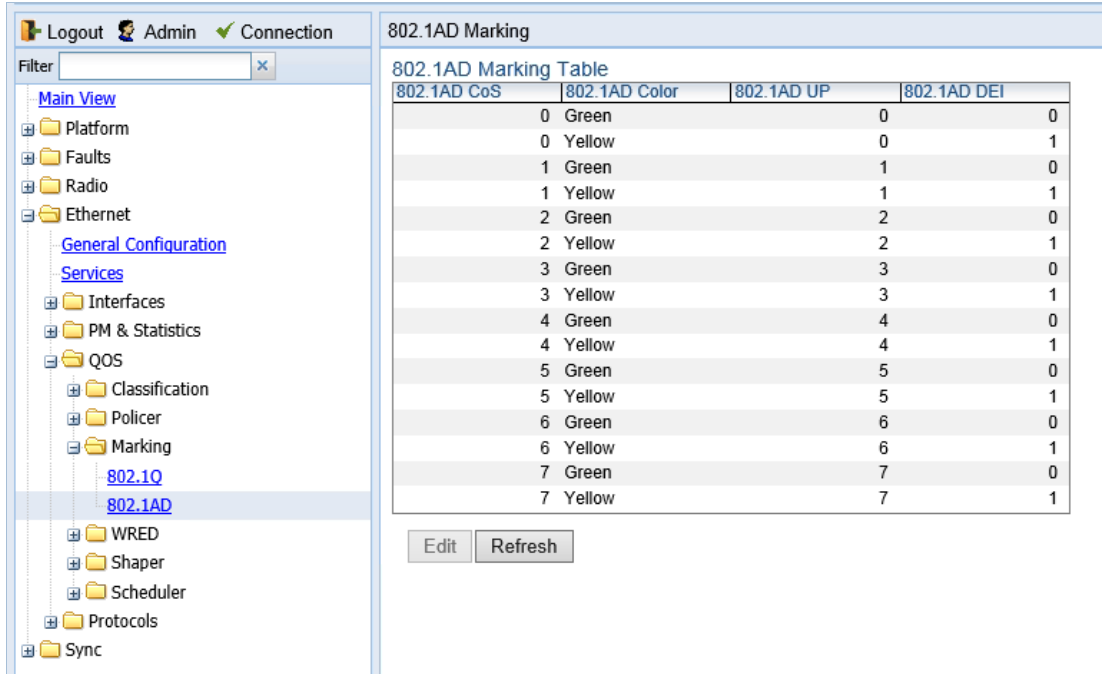 Logout Admin Connection
Filter
Main View
Platform
Faults
Radio
Ethernet
General Configuration
Services
Interfaces
PM & Statistics
QOS
Classification
Policer
Marking
802.1Q
802.1AD
WRED
Shaper
Scheduler
Protocols
Sync
802.1AD Marking
802.1AD Marking Table
802.1AD CoS 802.1AD Color 802.1AD UP 802.1AD DEI
0 Green 0 0
0 Yellow 0 1
1 Green 1 0
1 Yellow 1 1
2 Green 2 0
2 Yellow 2 1
3 Green 3 0
3 Yellow 3 1
4 Green 4 0
4 Yellow 4 1
5 Green 5 0
5 Yellow 5 1
6 Green 6 0
6 Yellow 6 1
7 Green 7 0
7 Yellow 7 1
Edit Refresh